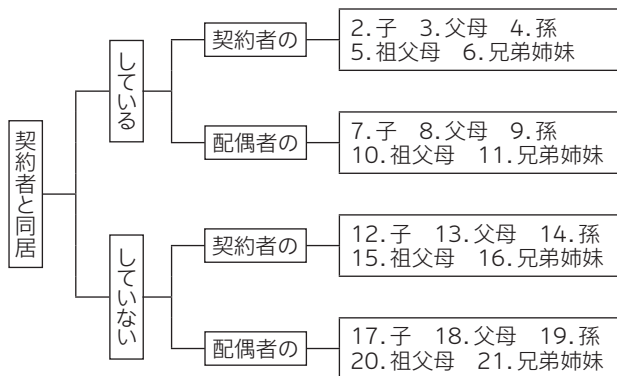 契約者と同居
している
契約者の
2.子 3.父母 4.孫
5.祖父母 6.兄弟姉妹
配偶者の
7.子 8.父母 9.孫
10.祖父母 11.兄弟姉妹
していない
契約者の
12.子 13.父母 14.孫
15.祖父母 16.兄弟姉妹
配偶者の
17.子 18.父母 19.孫
20.祖父母 21.兄弟姉妹